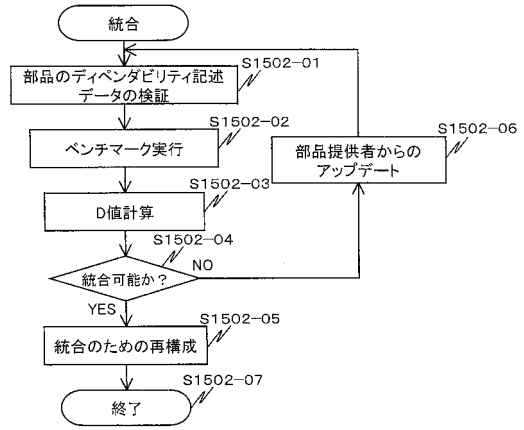 統合
S1502-01
部品のディペンダビリティ記述
データの検証
S1502-02
ベンチマーク実行
S1502-03
D値計算
S1502-04
統合可能か?
NO
YES
S1502-05
統合のための再構成
S1502-06
部品提供者からの
アップデート
S1502-07
終了